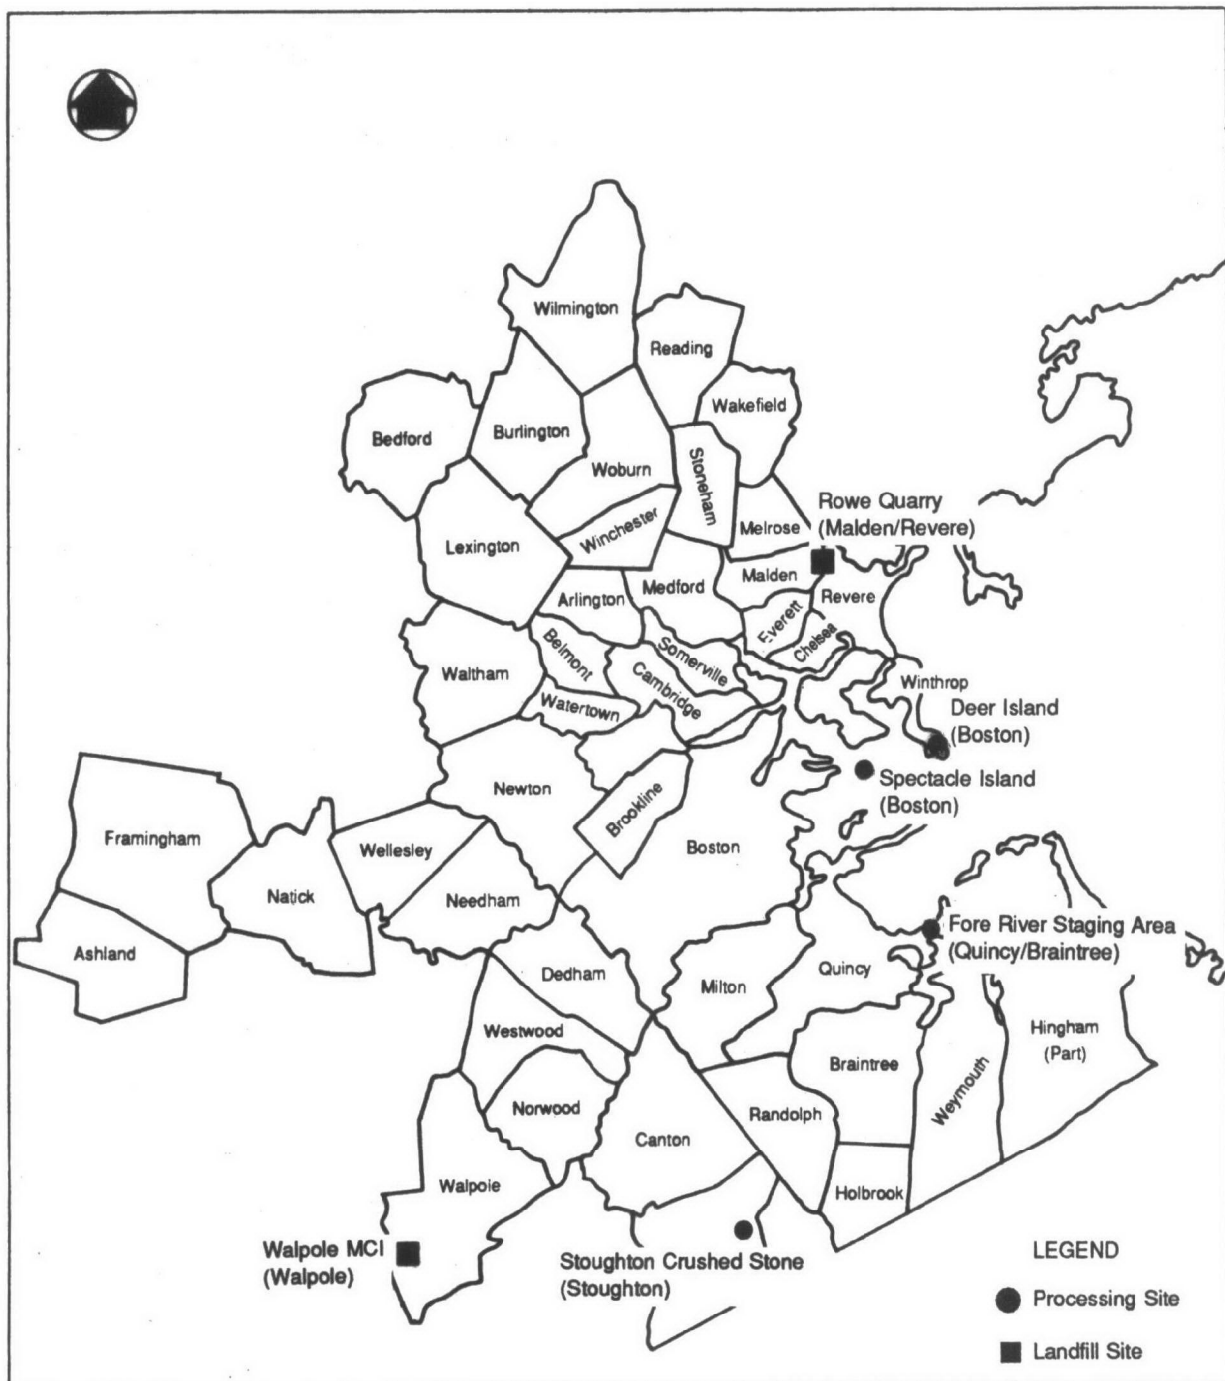 Wilmington
Reading
Wakefield
Bedford
Burlington
Woburn
Stoneham
Rowe Quarry
(Malden/Revere)
Melrose
Winchester
Lexington
Malden
Medford
Revere
Arlington
Everett
Chelsea
Belmont
Somerville
Waltham
Cambridge
Winthrop
Watertown
Deer Island
(Boston)
Spectacle Island
(Boston)
Newton
Brookline
Framingham
Wellesley
Boston
Natick
Needham
Fore River Staging Area
(Quincy/Braintree)
Ashland
Dedham
Quincy
Milton
Westwood
Hingham
(Part)
Braintree
Weymouth
Norwood
Randolph
Canton
Walpole
Holbrook
Walpole MCI
(Walpole)
Stoughton Crushed Stone
(Stoughton)
LEGEND
Processing Site
Landfill Site